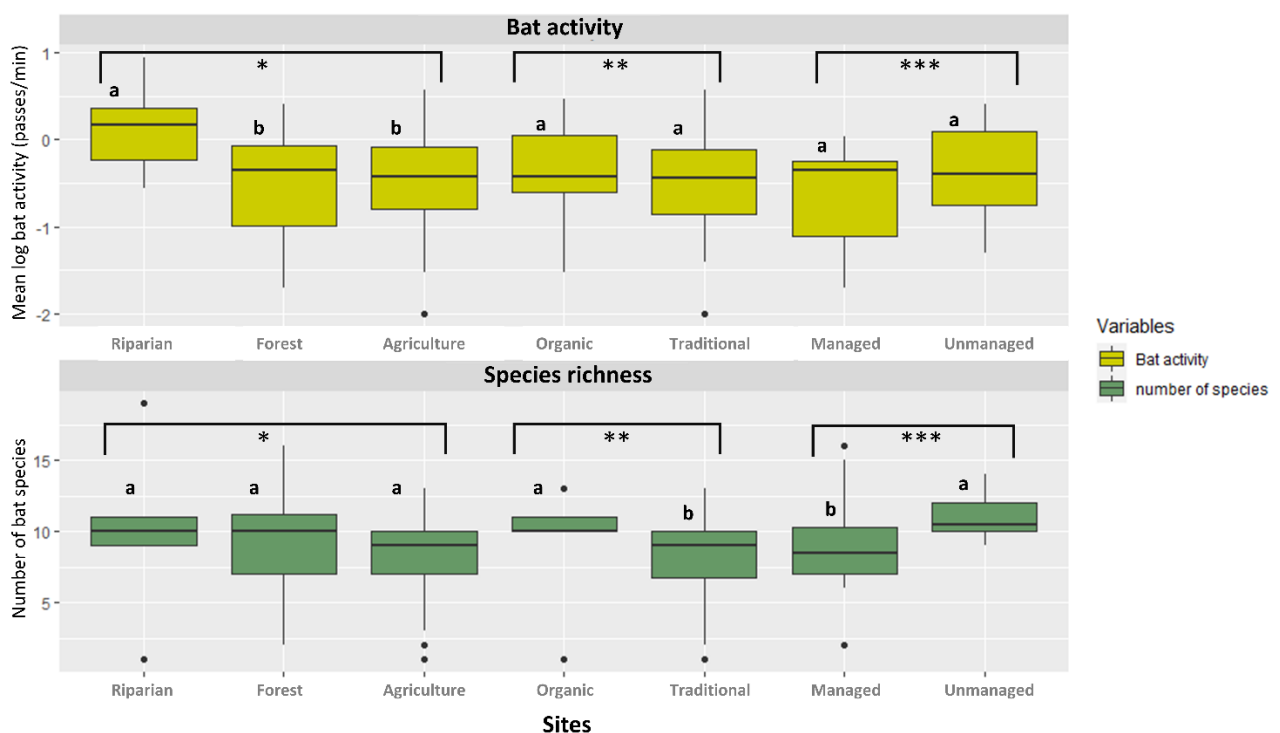 Bat activity
Mean log bat activity (passes/min)
1
0
-1
-2
* ** ***
a b b a a a a
Riparian Forest Agriculture Organic Traditional Managed Unmanaged
Species richness
Number of bat species
15
10
5
* ** ***
a a a a b b a
Riparian Forest Agriculture Organic Traditional Managed Unmanaged
Sites
Variables
Bat activity
number of species